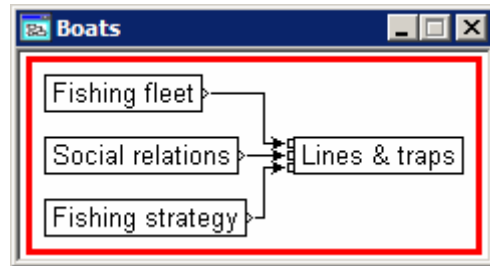 Boats
Fishing fleet
Social relations
Lines & traps
Fishing strategy